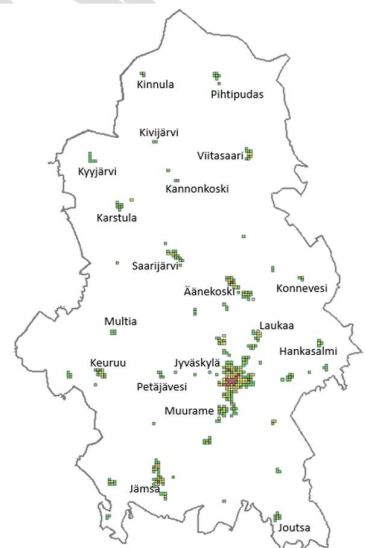 Kinnula
Pihtipudas
Kivijärvi
Viitasaari
Kyyjärvi
Kannonkoski
Karstula
Saarijärvi
Äänekoski
Konnevesi
Multia
Laukaa
Hankasalmi
Keuruu
Jyväskylä
Petäjävesi
Muurame
Jämsä
Joutsa